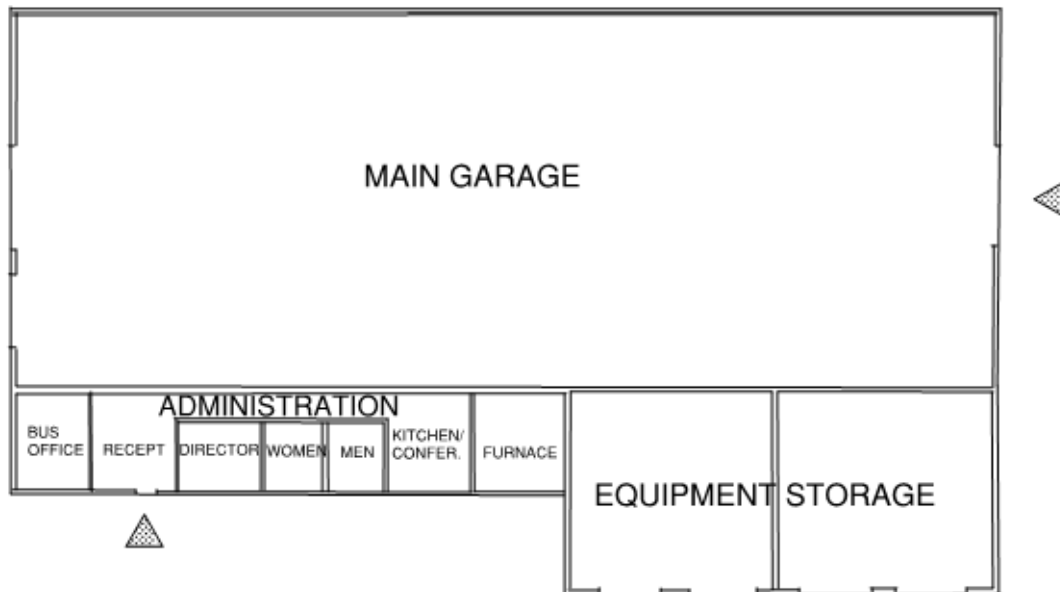 MAIN GARAGE
ADMINISTRATION
BUS
OFFICE
RECEPT
DIRECTOR
WOMEN
MEN
KITCHEN/
CONFER.
FURNACE
EQUIPMENT STORAGE